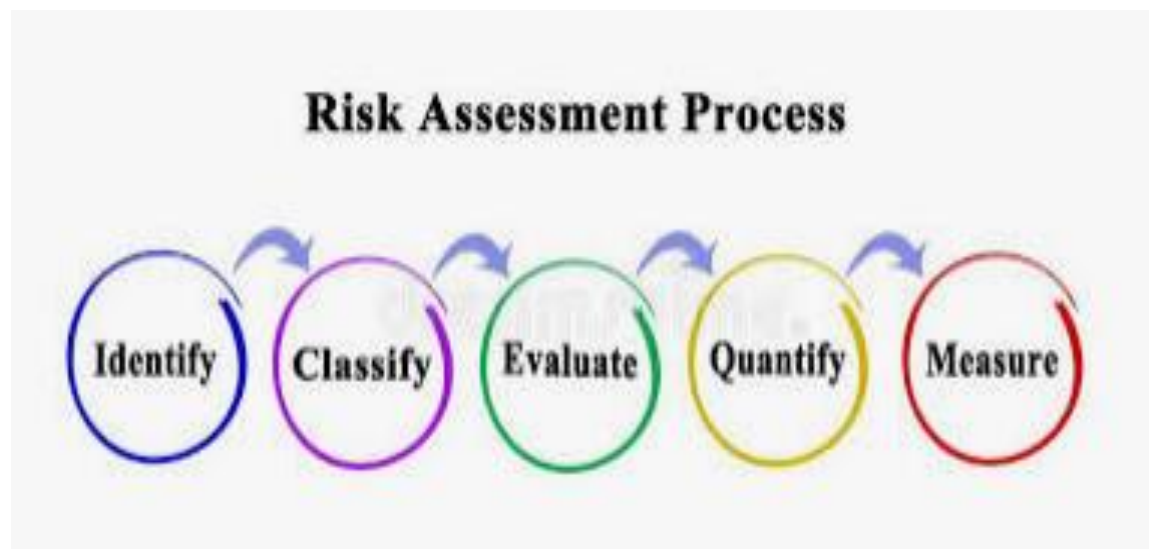 Risk Assessment Process
Identify
Classify
Evaluate
Quantify
Measure